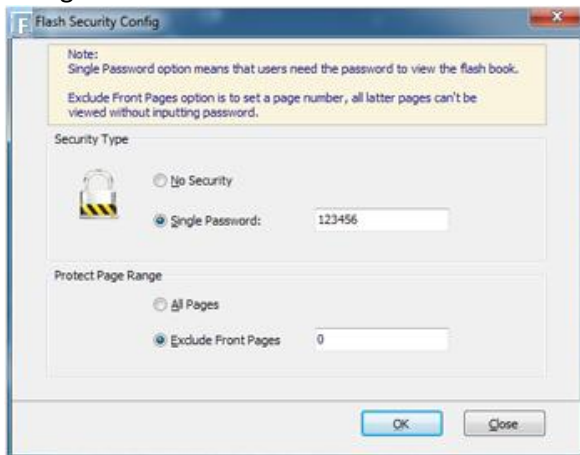 Flash Security Config
Note:
Single Password option means that users need the password to view the flash book.
Exclude Front Pages option is to set a page number, all latter pages can't be
viewed without inputting password.
Security Type
No Security
Single Password: 123456
Protect Page Range
All Pages
Exclude Front Pages 0
OK Close